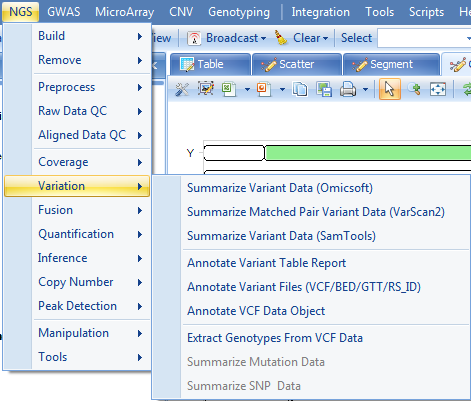 NGS GWAS MicroArray CNV Genotyping Integration Tools Scripts
Broadcast Clear Select
Table Scatter Segment
Build
Remove
Preprocess
Raw Data QC
Aligned Data QC
Coverage
Variation
Fusion
Quantification
Inference
Copy Number
Peak Detection
Manipulation
Tools
Y
Summarize Variant Data (Omicsoft)
Summarize Matched Pair Variant Data (VarScan2)
Summarize Variant Data (SamTools)
Annotate Variant Table Report
Annotate Variant Files (VCF/BED/GTT/RS_ID)
Annotate VCF Data Object
Extract Genotypes From VCF Data
Summarize Mutation Data
Summarize SNP Data